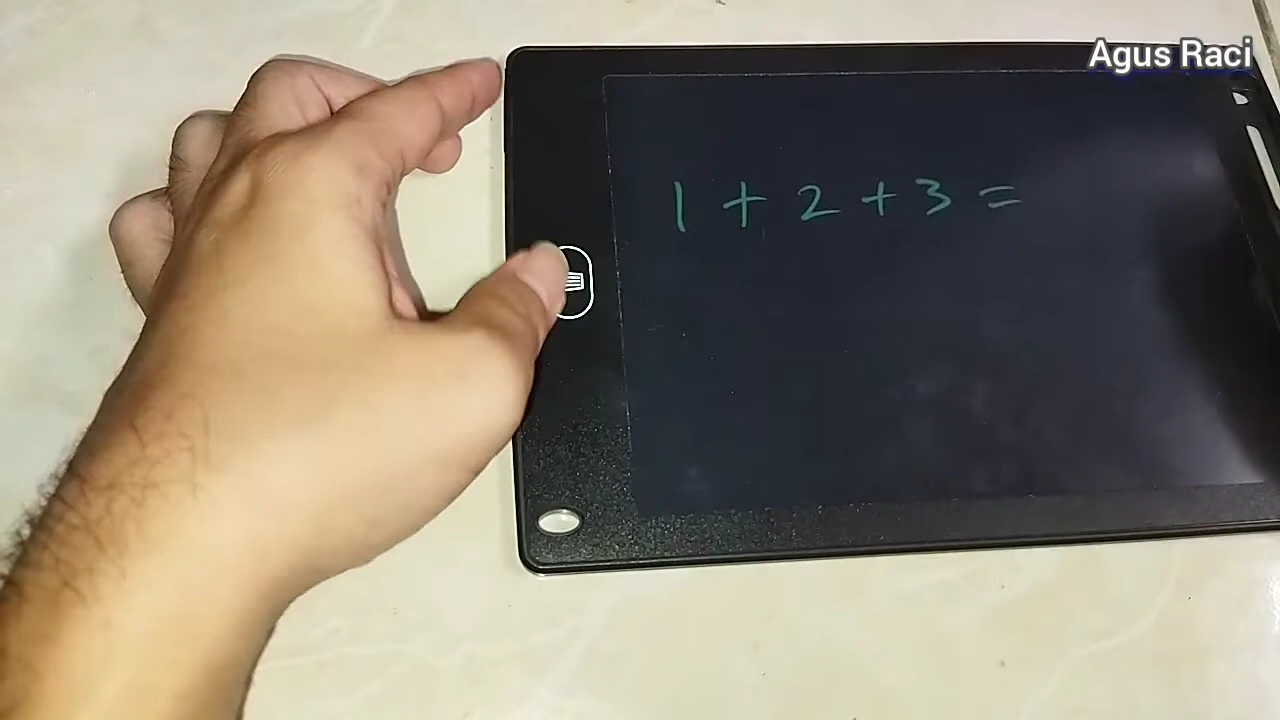 Agus Raci
1 + 2 + 3 =